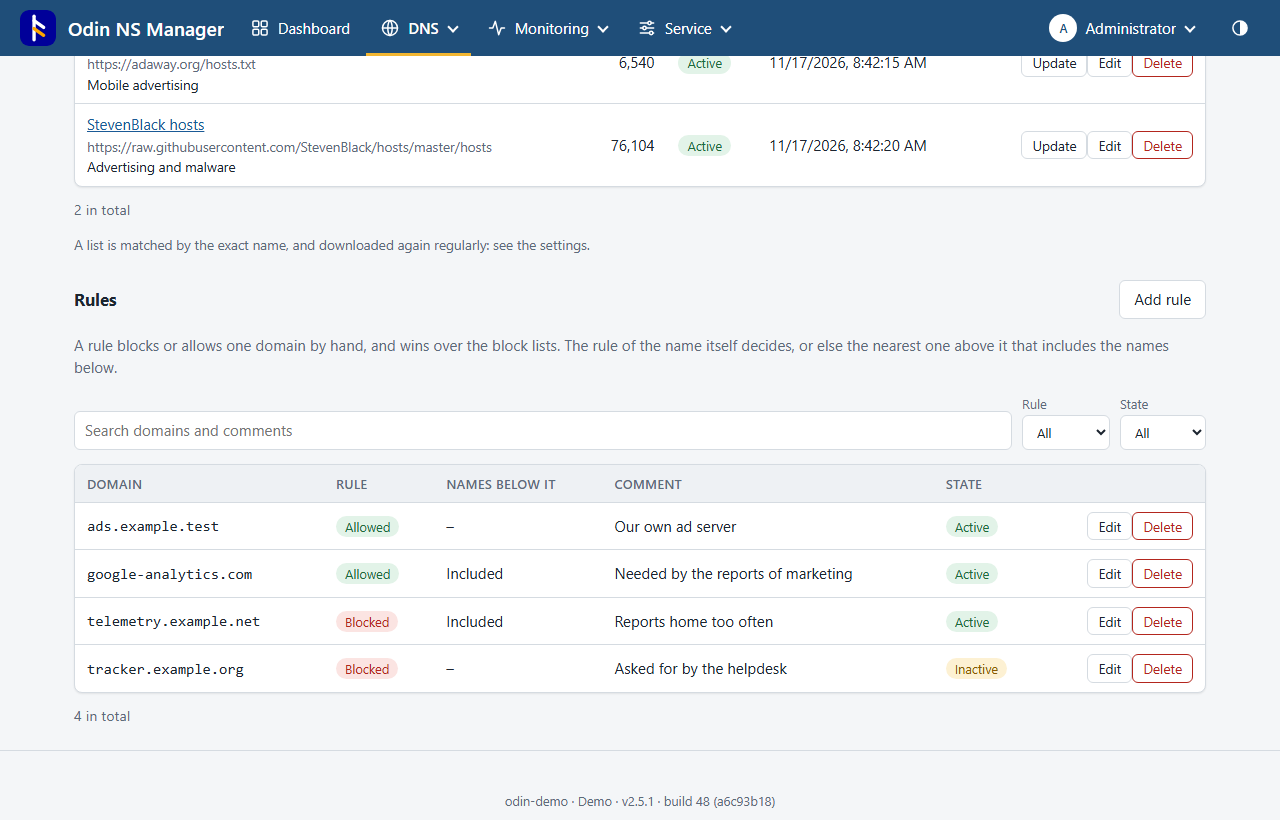 Odin NS Manager Dashboard DNS Monitoring Service A Administrator
https://adaway.org/hosts.txt 6,540 Active 11/17/2026, 8:42:15 AM Update Edit Delete
Mobile advertising
StevenBlack hosts
https://raw.githubusercontent.com/StevenBlack/hosts/master/hosts 76,104 Active 11/17/2026, 8:42:20 AM Update Edit Delete
Advertising and malware
2 in total
A list is matched by the exact name, and downloaded again regularly: see the settings.
Rules Add rule
A rule blocks or allows one domain by hand, and wins over the block lists. The rule of the name itself decides, or else the nearest one above it that includes the names
below.
Rule State
Search domains and comments All All
DOMAIN RULE NAMES BELOW IT COMMENT STATE
ads.example.test Allowed – Our own ad server Active Edit Delete
google-analytics.com Allowed Included Needed by the reports of marketing Active Edit Delete
telemetry.example.net Blocked Included Reports home too often Active Edit Delete
tracker.example.org Blocked – Asked for by the helpdesk Inactive Edit Delete
4 in total
odin-demo · Demo · v2.5.1 · build 48 (a6c93b18)